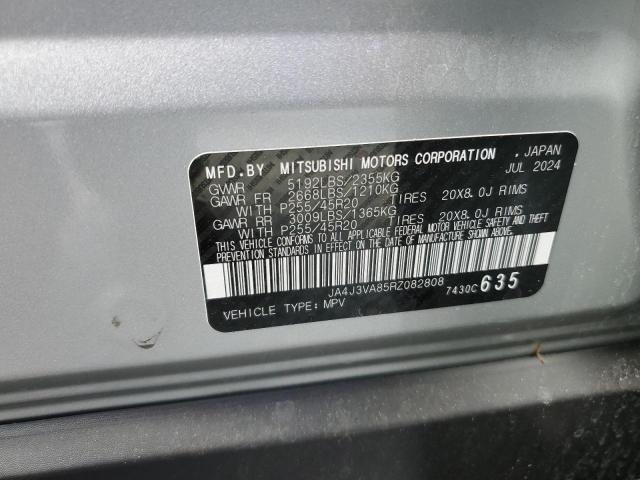 MFD.BY MITSUBISHI MOTORS CORPORATION , JAPAN
JUL 2024
GVWR 5192LBS/2355KG
GAWR FR 2668LBS/1210KG
WITH P255/45R20 TIRES 20X8.0J RIMS
GAWR RR 3009LBS/1365KG
WITH P255/45R20 TIRES 20X8.0J RIMS
THIS VEHICLE CONFORMS TO ALL APPLICABLE FEDERAL MOTOR VEHICLE SAFETY AND THEFT
PREVENTION STANDARDS IN EFFECT ON THE DATE OF MANUFACTURE SHOWN ABOVE.
JA4J3VA85RZ082808
7430C 635
VEHICLE TYPE: MPV